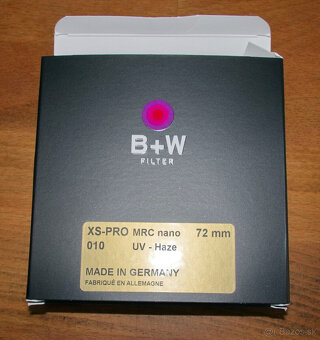 B+W
FILTER
XS-PRO MRC nano 72 mm
010 UV - Haze
MADE IN GERMANY
FABRIQUÉ EN ALLEMAGNE